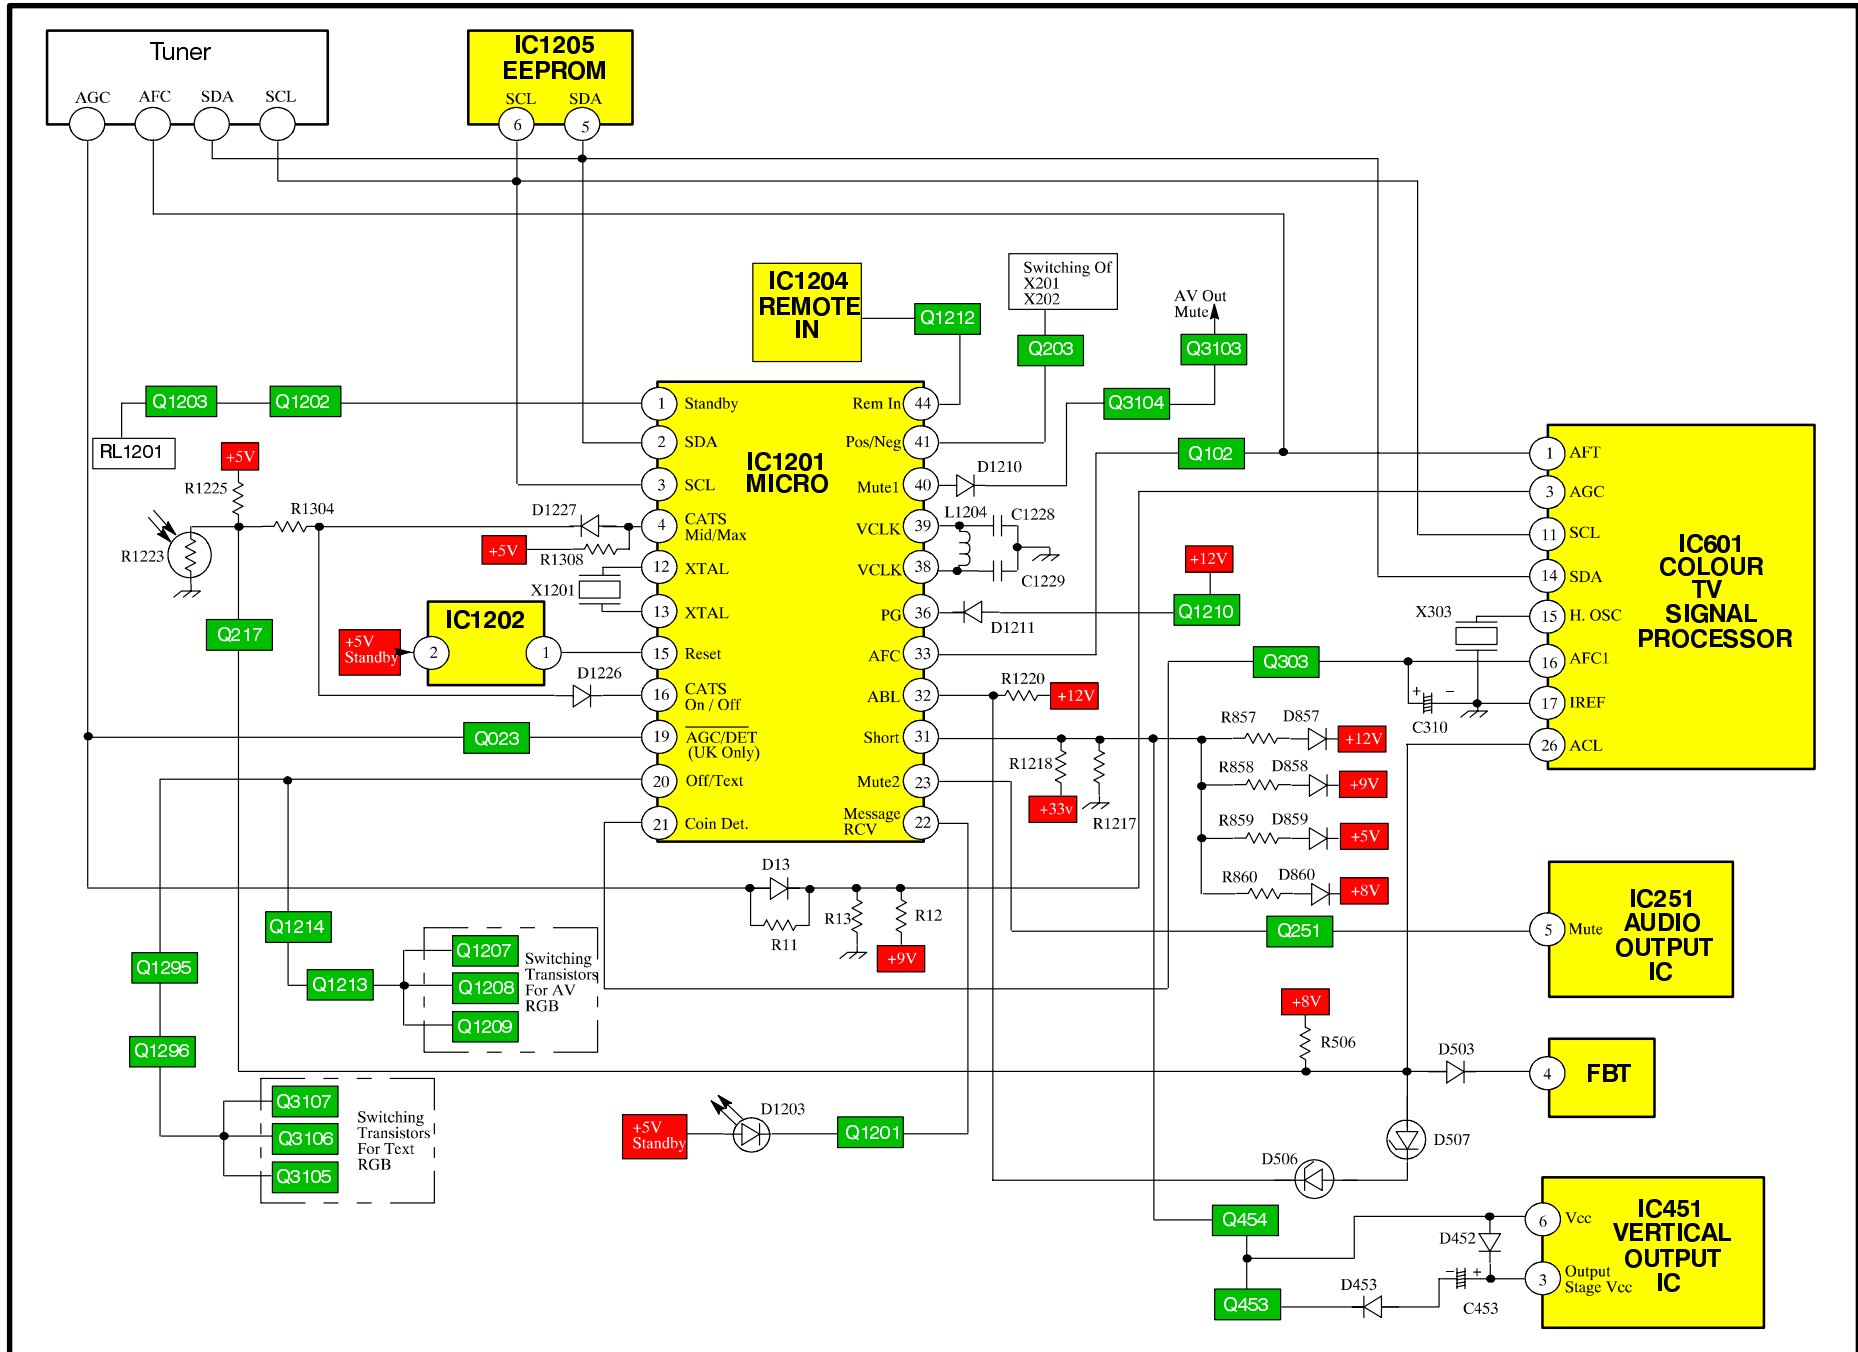 Tuner
AGC
AFC
SDA
SCL
IC1205
EEPROM
SCL
SDA
6
5
IC1204
REMOTE
IN
Q1212
Switching Of
X201
X202
Q203
AV Out
Mute
Q3103
Q3104
Q1203
Q1202
RL1201
+5V
R1225
R1304
R1223
Q217
D1227
+5V
R1308
X1201
IC1202
+5V
Standby
2
1
D1226
Q023
IC1201
MICRO
1
Standby
2
SDA
3
SCL
4
CATS
Mid/Max
12
XTAL
13
XTAL
15
Reset
16
CATS
On / Off
19
AGC/DET
(UK Only)
20
Off/Text
21
Coin Det.
Rem In
44
Pos/Neg
41
Mute1
40
VCLK
39
VCLK
38
PG
36
AFC
33
ABL
32
Short
31
Mute2
23
Message
RCV
22
D1210
L1204
C1228
C1229
D1211
+12V
Q1210
Q102
Q303
R1220
+12V
R1218
+33v
R1217
R857
D857
+12V
R858
D858
+9V
R859
D859
+5V
R860
D860
+8V
X303
C310
+
−
IC601
COLOUR
TV
SIGNAL
PROCESSOR
1
AFT
3
AGC
11
SCL
14
SDA
15
H. OSC
16
AFC1
17
IREF
26
ACL
D13
R11
R13
R12
+9V
Q251
IC251
AUDIO
OUTPUT
IC
5
Mute
Q1214
Q1295
Q1213
Q1207
Q1208
Q1209
Switching
Transistors
For AV
RGB
Q1296
Q3107
Q3106
Q3105
Switching
Transistors
For Text
RGB
+5V
Standby
D1203
Q1201
+8V
R506
D503
4
FBT
D507
D506
Q454
Q453
D453
D452
−
+
C453
IC451
VERTICAL
OUTPUT
IC
6
Vcc
3
Output
Stage Vcc